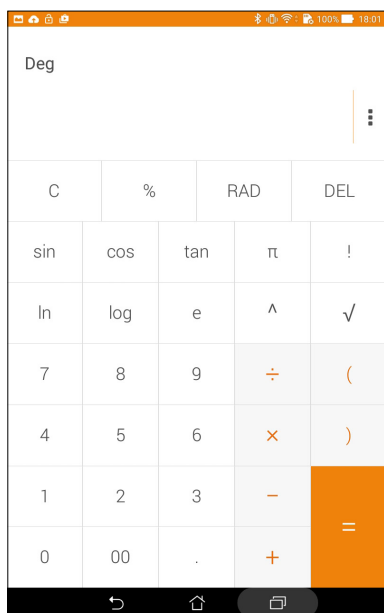 100% 18:01
Deg
C % RAD DEL
sin cos tan π !
ln log e ^ √
7 8 9 ÷ (
4 5 6 × )
1 2 3 −
=
0 00 . +